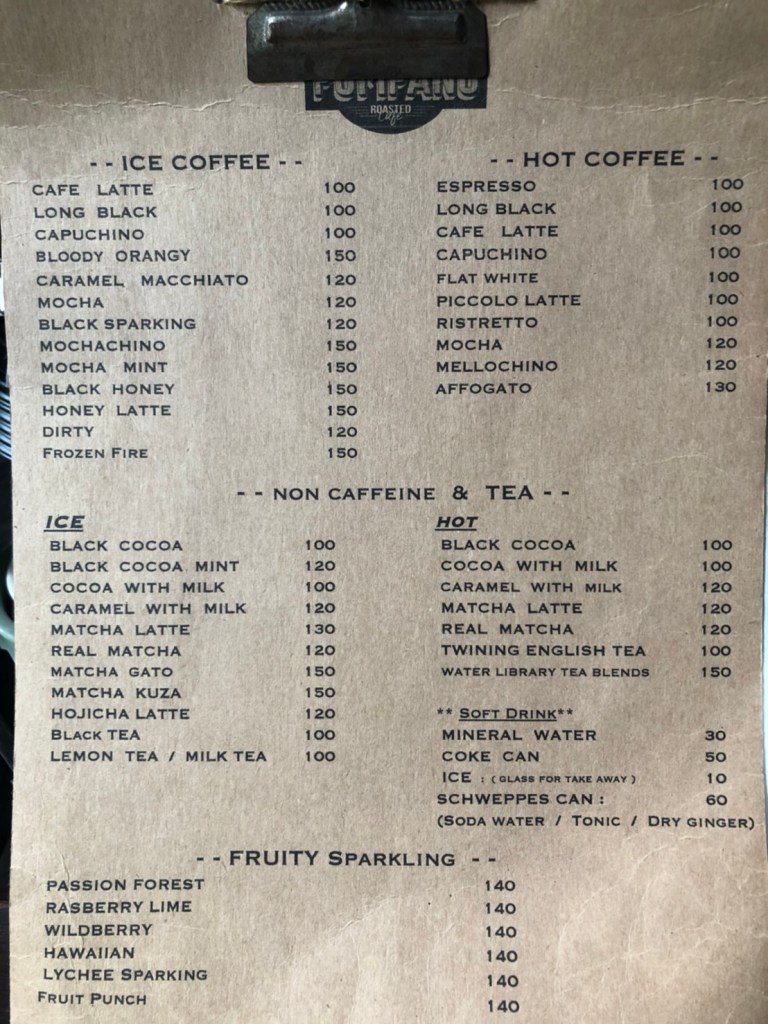 POMPANO
ROASTED
Cafe
- - ICE COFFEE - -
CAFE LATTE 100
LONG BLACK 100
CAPUCHINO 100
BLOODY ORANGY 150
CARAMEL MACCHIATO 120
MOCHA 120
BLACK SPARKING 120
MOCHACHINO 150
MOCHA MINT 150
BLACK HONEY 150
HONEY LATTE 150
DIRTY 120
FROZEN FIRE 150
- - HOT COFFEE - -
ESPRESSO 100
LONG BLACK 100
CAFE LATTE 100
CAPUCHINO 100
FLAT WHITE 100
PICCOLO LATTE 100
RISTRETTO 100
MOCHA 120
MELLOCHINO 120
AFFOGATO 130
- - NON CAFFEINE & TEA - -
ICE
BLACK COCOA 100
BLACK COCOA MINT 120
COCOA WITH MILK 100
CARAMEL WITH MILK 120
MATCHA LATTE 130
REAL MATCHA 120
MATCHA GATO 150
MATCHA KUZA 150
HOJICHA LATTE 120
BLACK TEA 100
LEMON TEA / MILK TEA 100
HOT
BLACK COCOA 100
COCOA WITH MILK 100
CARAMEL WITH MILK 120
MATCHA LATTE 120
REAL MATCHA 120
TWINING ENGLISH TEA 100
WATER LIBRARY TEA BLENDS 150
** SOFT DRINK**
MINERAL WATER 30
COKE CAN 50
ICE : ( GLASS FOR TAKE AWAY ) 10
SCHWEPPES CAN : 60
(SODA WATER / TONIC / DRY GINGER)
- - FRUITY SPARKLING - -
PASSION FOREST 140
RASBERRY LIME 140
WILDBERRY 140
HAWAIIAN 140
LYCHEE SPARKING 140
FRUIT PUNCH 140